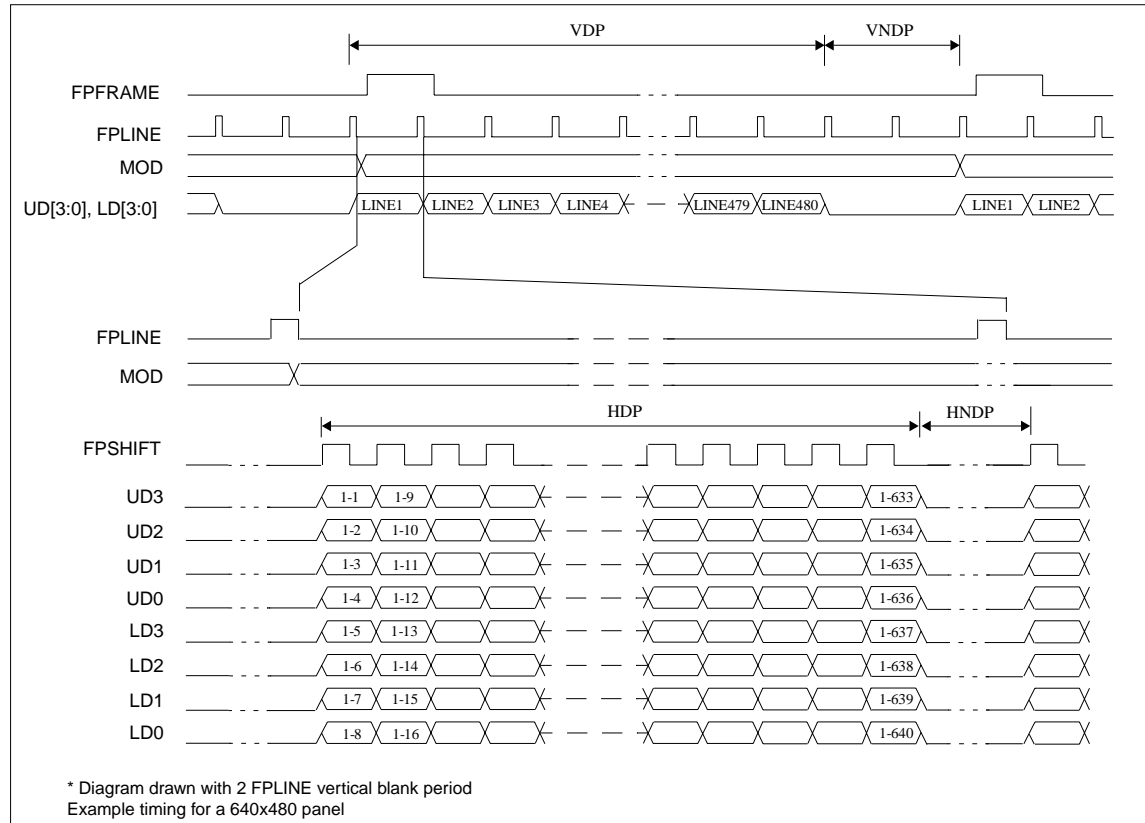 VDP VNDP
FPFRAME
FPLINE
MOD
UD[3:0], LD[3:0] LINE1 LINE2 LINE3 LINE4 LINE479 LINE480 LINE1 LINE2
FPLINE
MOD
HDP HNDP
FPSHIFT
UD3 1-1 1-9 1-633
UD2 1-2 1-10 1-634
UD1 1-3 1-11 1-635
UD0 1-4 1-12 1-636
LD3 1-5 1-13 1-637
LD2 1-6 1-14 1-638
LD1 1-7 1-15 1-639
LD0 1-8 1-16 1-640
* Diagram drawn with 2 FPLINE vertical blank period
Example timing for a 640x480 panel